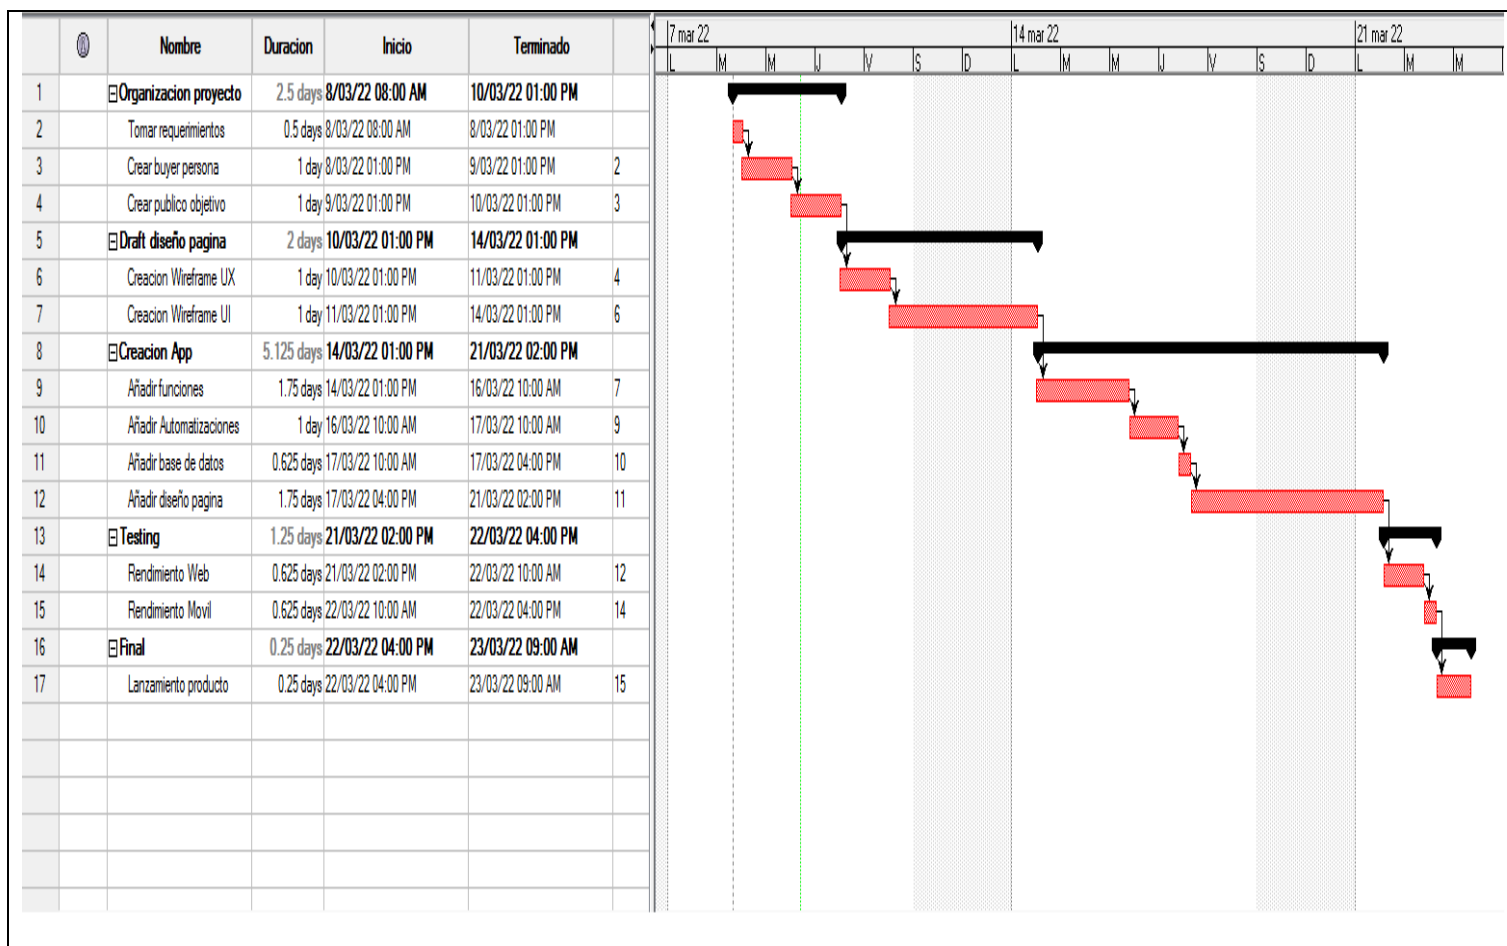 Nombre Duracion Inicio Terminado
7 mar 22 14 mar 22 21 mar 22
L M M J V S D L M M J V S D L M M
1 Organizacion proyecto 2.5 days 8/03/22 08:00 AM 10/03/22 01:00 PM
2 Tomar requerimientos 0.5 days 8/03/22 08:00 AM 8/03/22 01:00 PM
3 Crear buyer persona 1 day 8/03/22 01:00 PM 9/03/22 01:00 PM 2
4 Crear publico objetivo 1 day 9/03/22 01:00 PM 10/03/22 01:00 PM 3
5 Draft diseño pagina 2 days 10/03/22 01:00 PM 14/03/22 01:00 PM
6 Creacion Wireframe UX 1 day 10/03/22 01:00 PM 11/03/22 01:00 PM 4
7 Creacion Wireframe UI 1 day 11/03/22 01:00 PM 14/03/22 01:00 PM 6
8 Creacion App 5.125 days 14/03/22 01:00 PM 21/03/22 02:00 PM
9 Añadir funciones 1.75 days 14/03/22 01:00 PM 16/03/22 10:00 AM 7
10 Añadir Automatizaciones 1 day 16/03/22 10:00 AM 17/03/22 10:00 AM 9
11 Añadir base de datos 0.625 days 17/03/22 10:00 AM 17/03/22 04:00 PM 10
12 Añadir diseño pagina 1.75 days 17/03/22 04:00 PM 21/03/22 02:00 PM 11
13 Testing 1.25 days 21/03/22 02:00 PM 22/03/22 04:00 PM
14 Rendimiento Web 0.625 days 21/03/22 02:00 PM 22/03/22 10:00 AM 12
15 Rendimiento Movil 0.625 days 22/03/22 10:00 AM 22/03/22 04:00 PM 14
16 Final 0.25 days 22/03/22 04:00 PM 23/03/22 09:00 AM
17 Lanzamiento producto 0.25 days 22/03/22 04:00 PM 23/03/22 09:00 AM 15